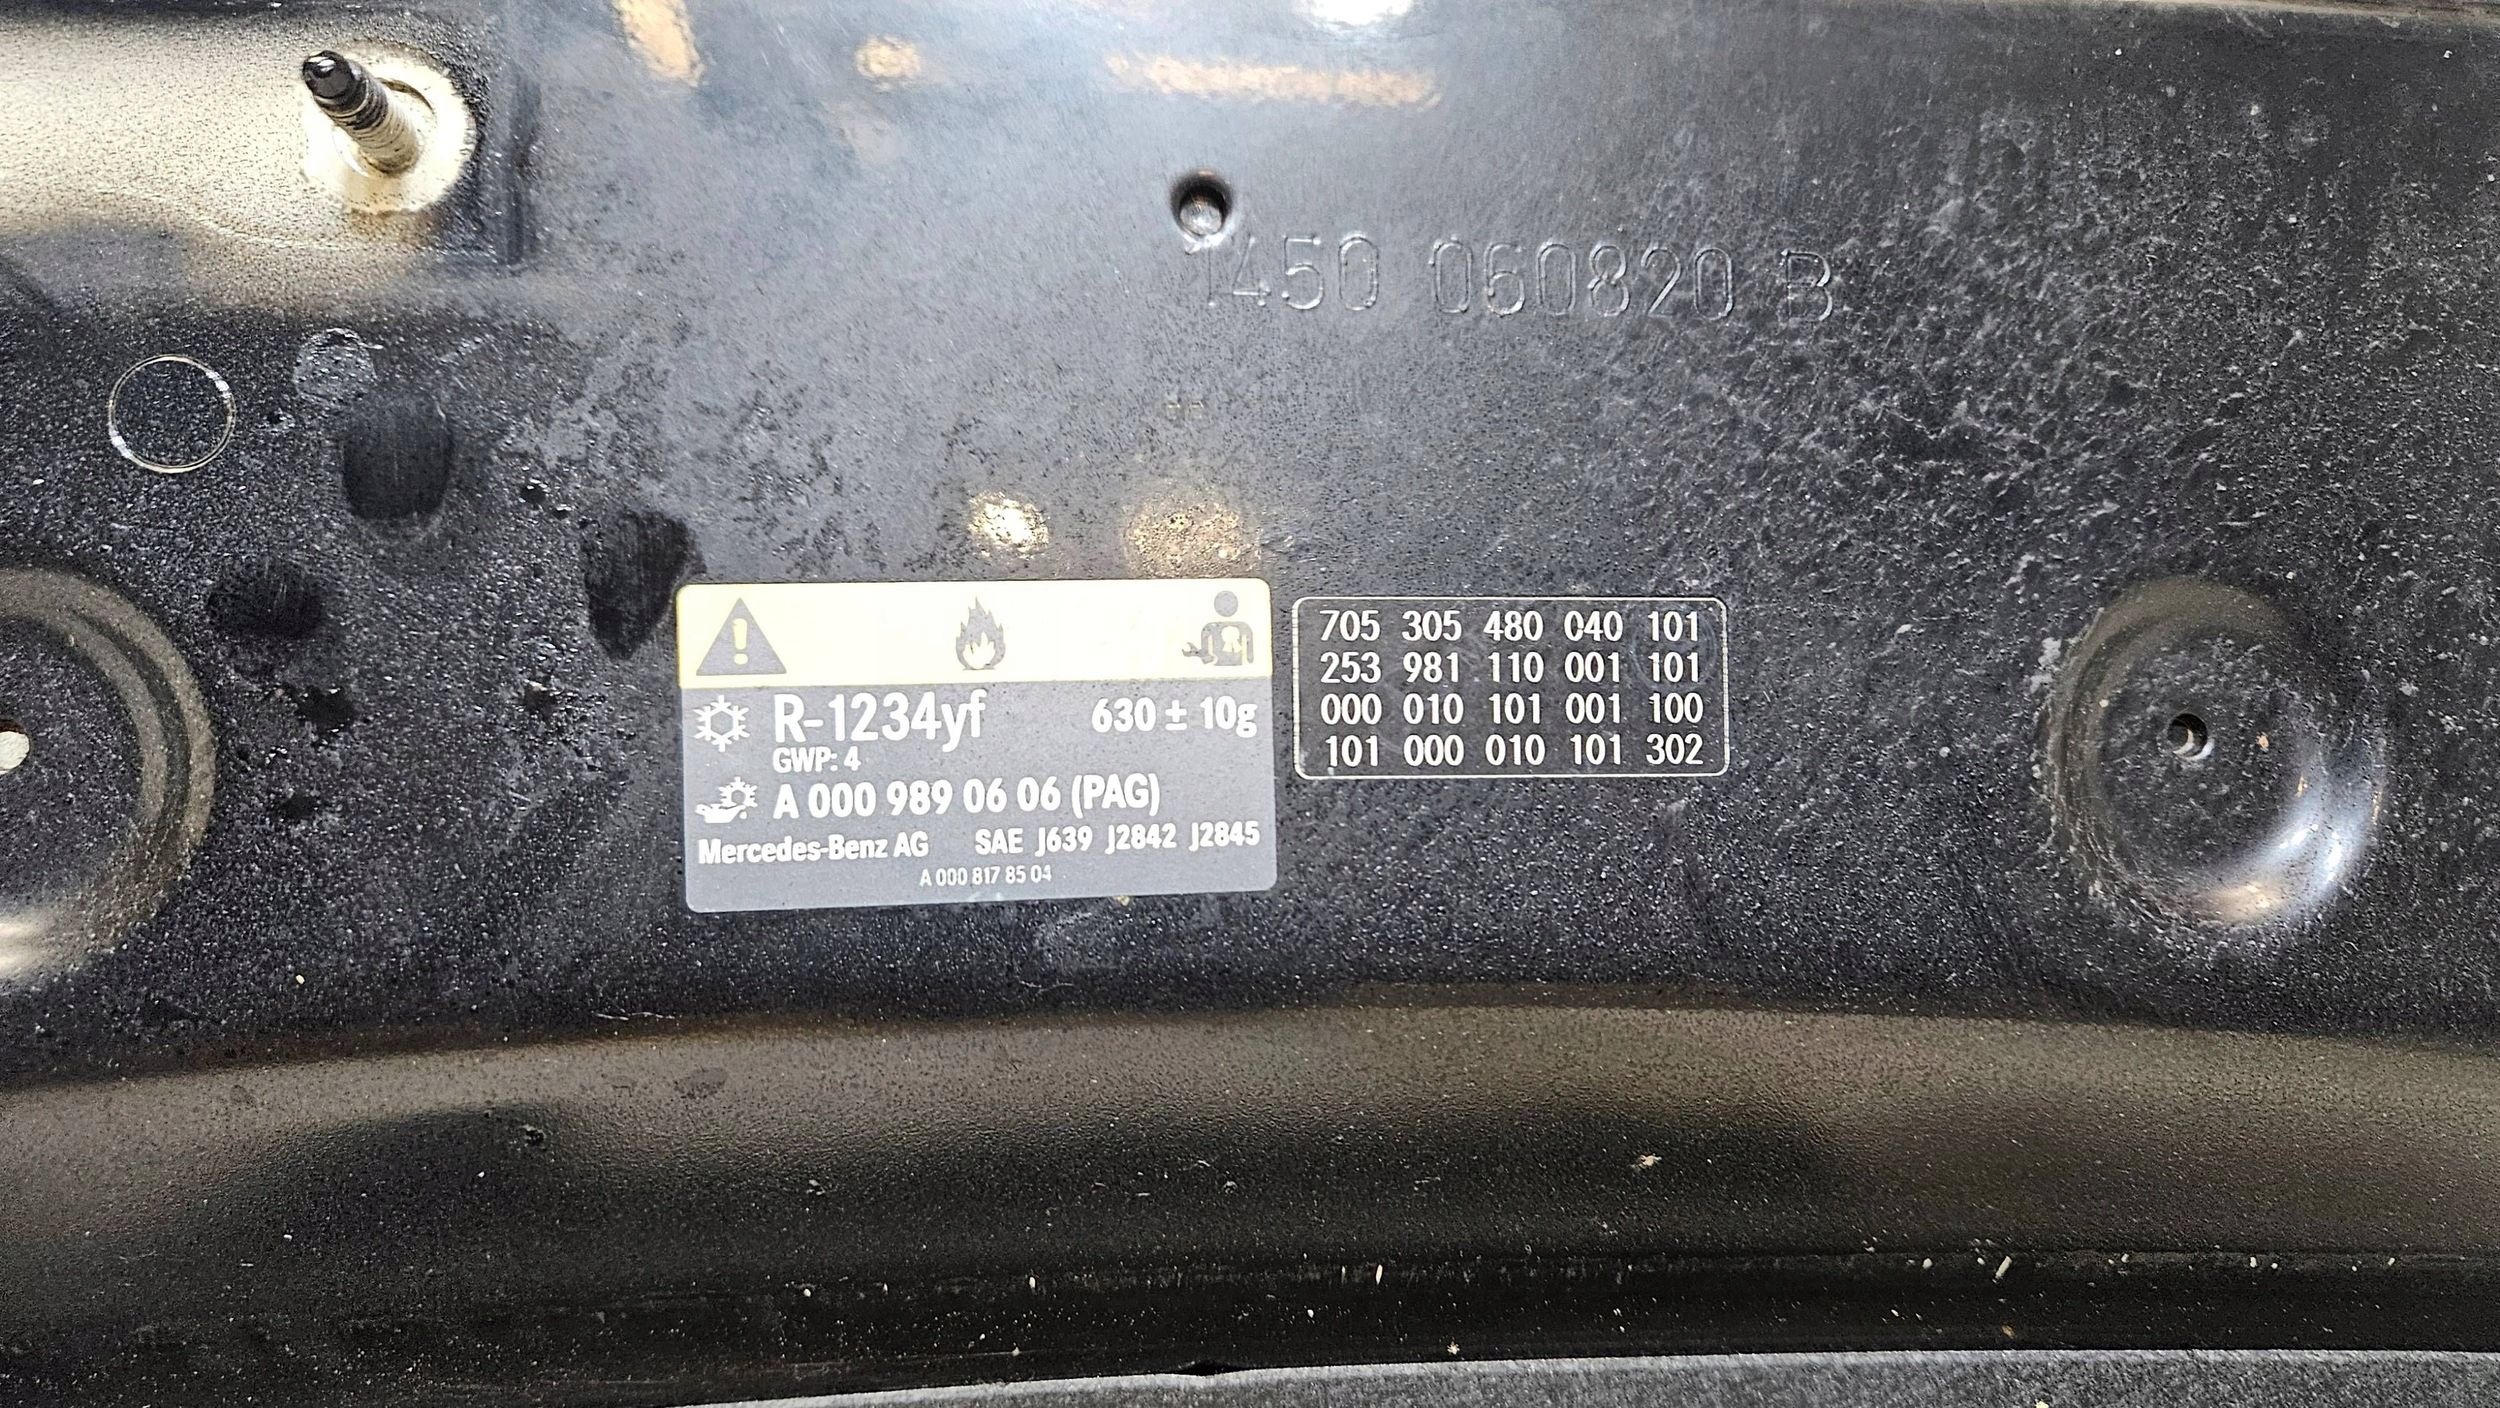 1450 060820 B
R-1234yf 630 ± 10g
GWP: 4
A 000 989 06 06 (PAG)
Mercedes-Benz AG SAE J639 J2842 J2845
A 000 817 85 04
705 305 480 040 101
253 981 110 001 101
000 010 101 001 100
101 000 010 101 302